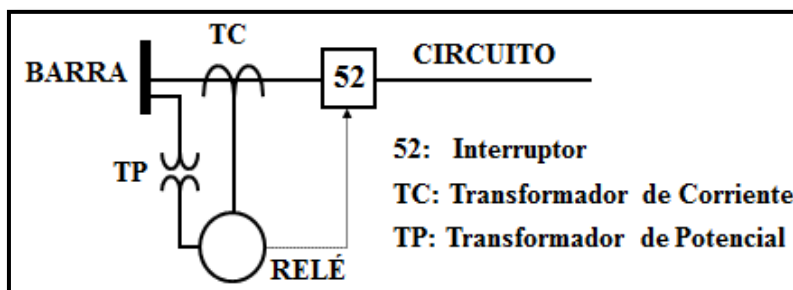 TC
BARRA
52
CIRCUITO
TP
RELÉ
52: Interruptor
TC: Transformador de Corriente
TP: Transformador de Potencial